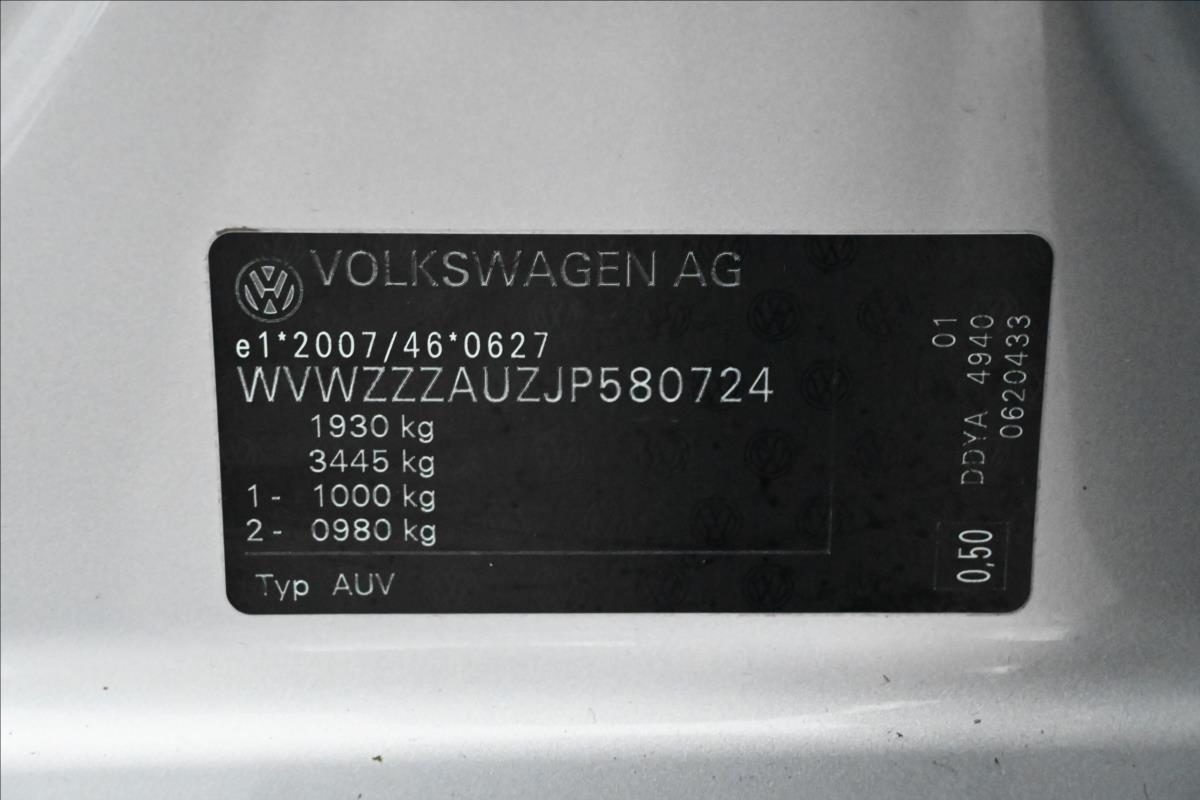 VOLKSWAGEN AG
e1*2007/46*0627
WVWZZZAUZJP580724
1930 kg
3445 kg
1 - 1000 kg
2 - 0980 kg
Typ AUV
01
DDYA 4940
0620433
0,50